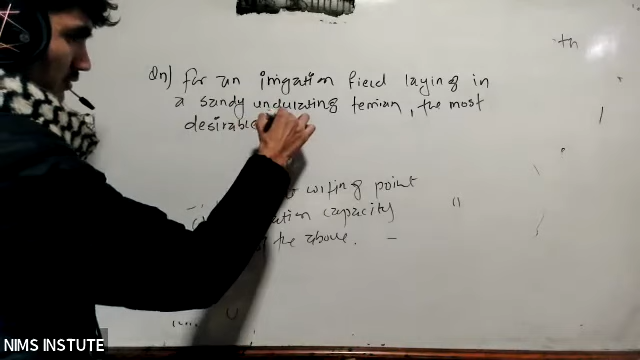 Qn) For an irrigation field laying in
a sandy undulating terrian, the most
desirable
wilting point
ation capacity
the above.
NIMS INSTUTE